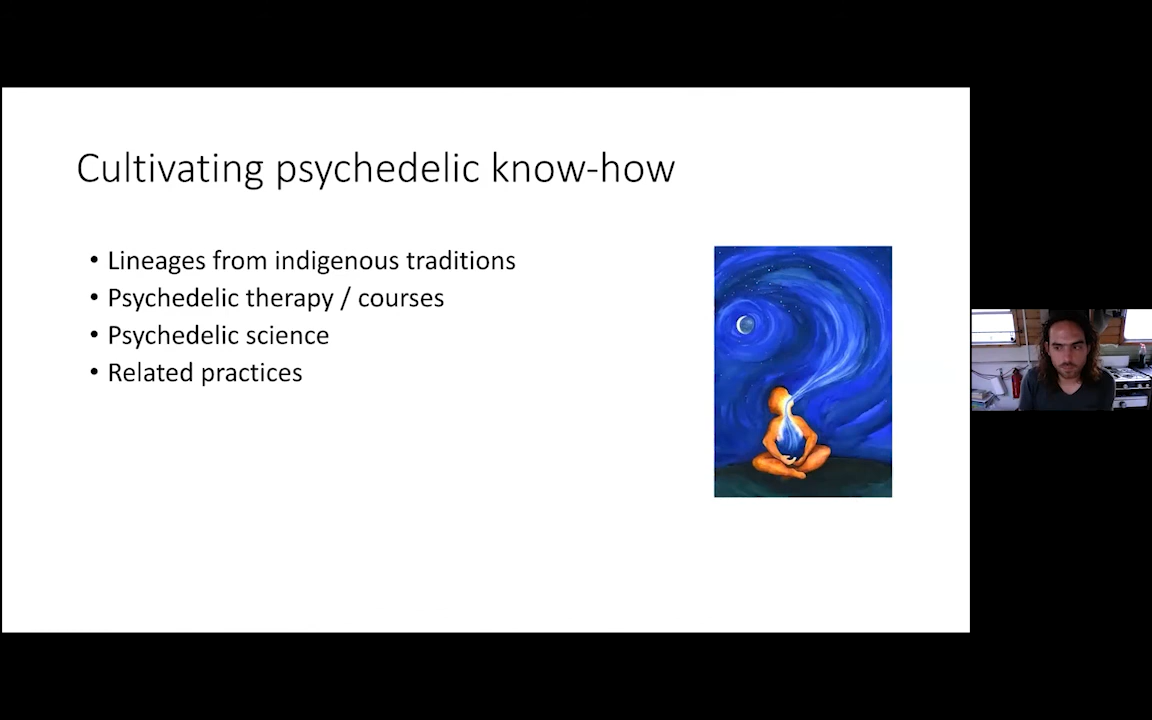 Cultivating psychedelic know-how
• Lineages from indigenous traditions
• Psychedelic therapy / courses
• Psychedelic science
• Related practices